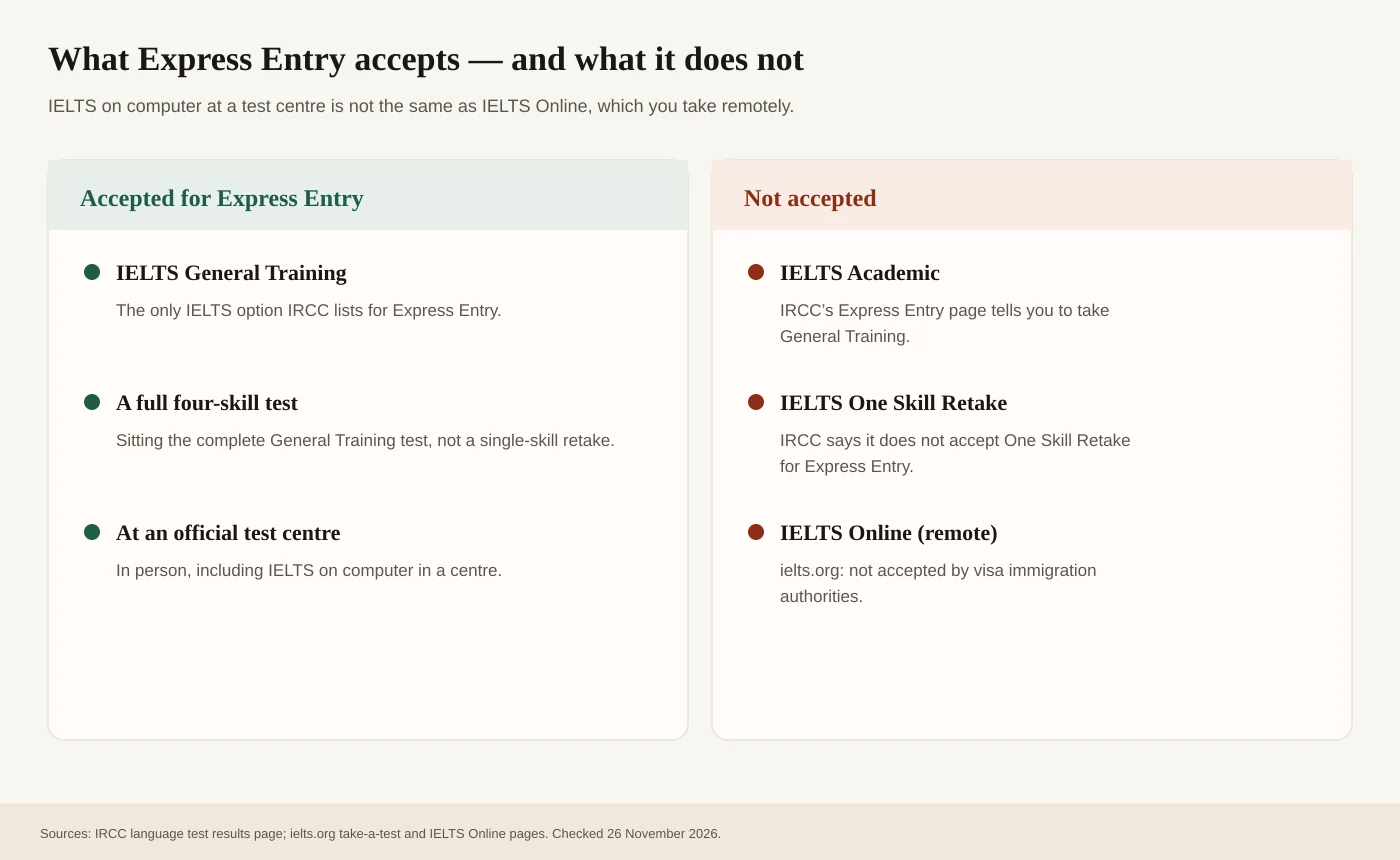 What Express Entry accepts — and what it does not
IELTS on computer at a test centre is not the same as IELTS Online, which you take remotely.
Accepted for Express Entry
IELTS General Training
The only IELTS option IRCC lists for Express Entry.
A full four-skill test
Sitting the complete General Training test, not a single-skill retake.
At an official test centre
In person, including IELTS on computer in a centre.
Not accepted
IELTS Academic
IRCC’s Express Entry page tells you to take
General Training.
IELTS One Skill Retake
IRCC says it does not accept One Skill Retake
for Express Entry.
IELTS Online (remote)
ielts.org: not accepted by visa immigration
authorities.
Sources: IRCC language test results page; ielts.org take-a-test and IELTS Online pages. Checked 26 November 2026.